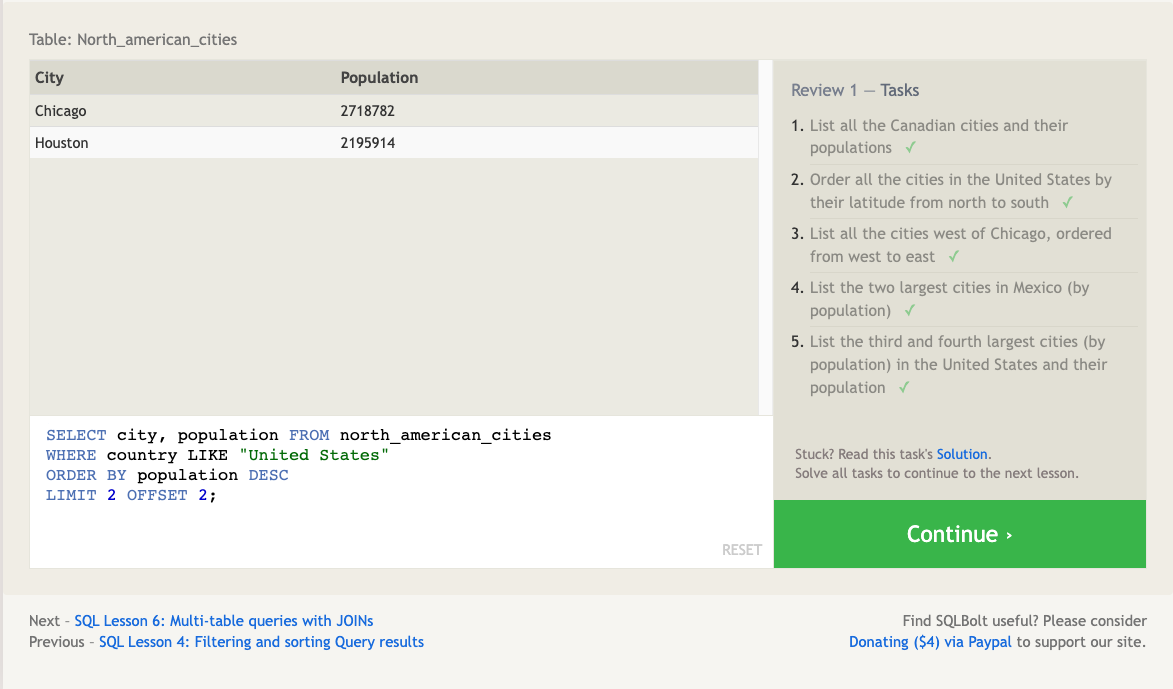 Table: North_american_cities
City Population
Chicago 2718782
Houston 2195914
SELECT city, population FROM north_american_cities
WHERE country LIKE "United States"
ORDER BY population DESC
LIMIT 2 OFFSET 2;
RESET
Review 1 — Tasks
1. List all the Canadian cities and their
populations ✓
2. Order all the cities in the United States by
their latitude from north to south ✓
3. List all the cities west of Chicago, ordered
from west to east ✓
4. List the two largest cities in Mexico (by
population) ✓
5. List the third and fourth largest cities (by
population) in the United States and their
population ✓
Stuck? Read this task's Solution.
Solve all tasks to continue to the next lesson.
Continue ›
Next – SQL Lesson 6: Multi-table queries with JOINs
Previous – SQL Lesson 4: Filtering and sorting Query results
Find SQLBolt useful? Please consider
Donating ($4) via Paypal to support our site.